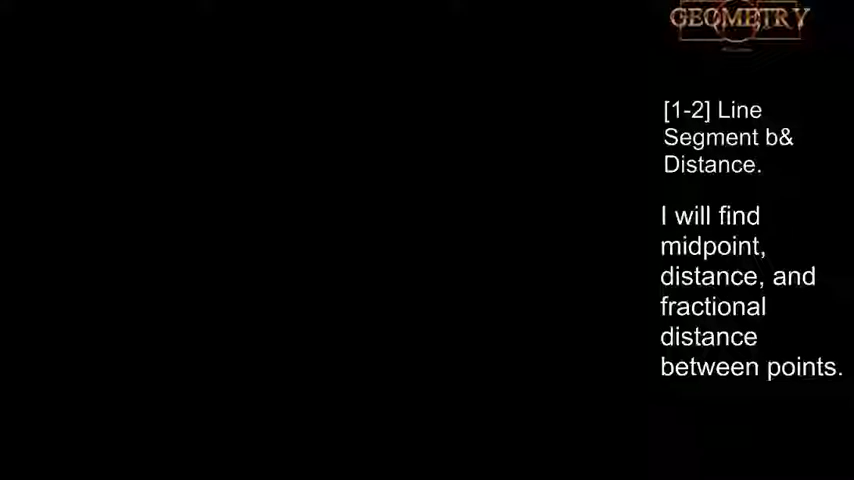 GEOMETRY
[1-2] Line
Segment b&
Distance.
I will find
midpoint,
distance, and
fractional
distance
between points.